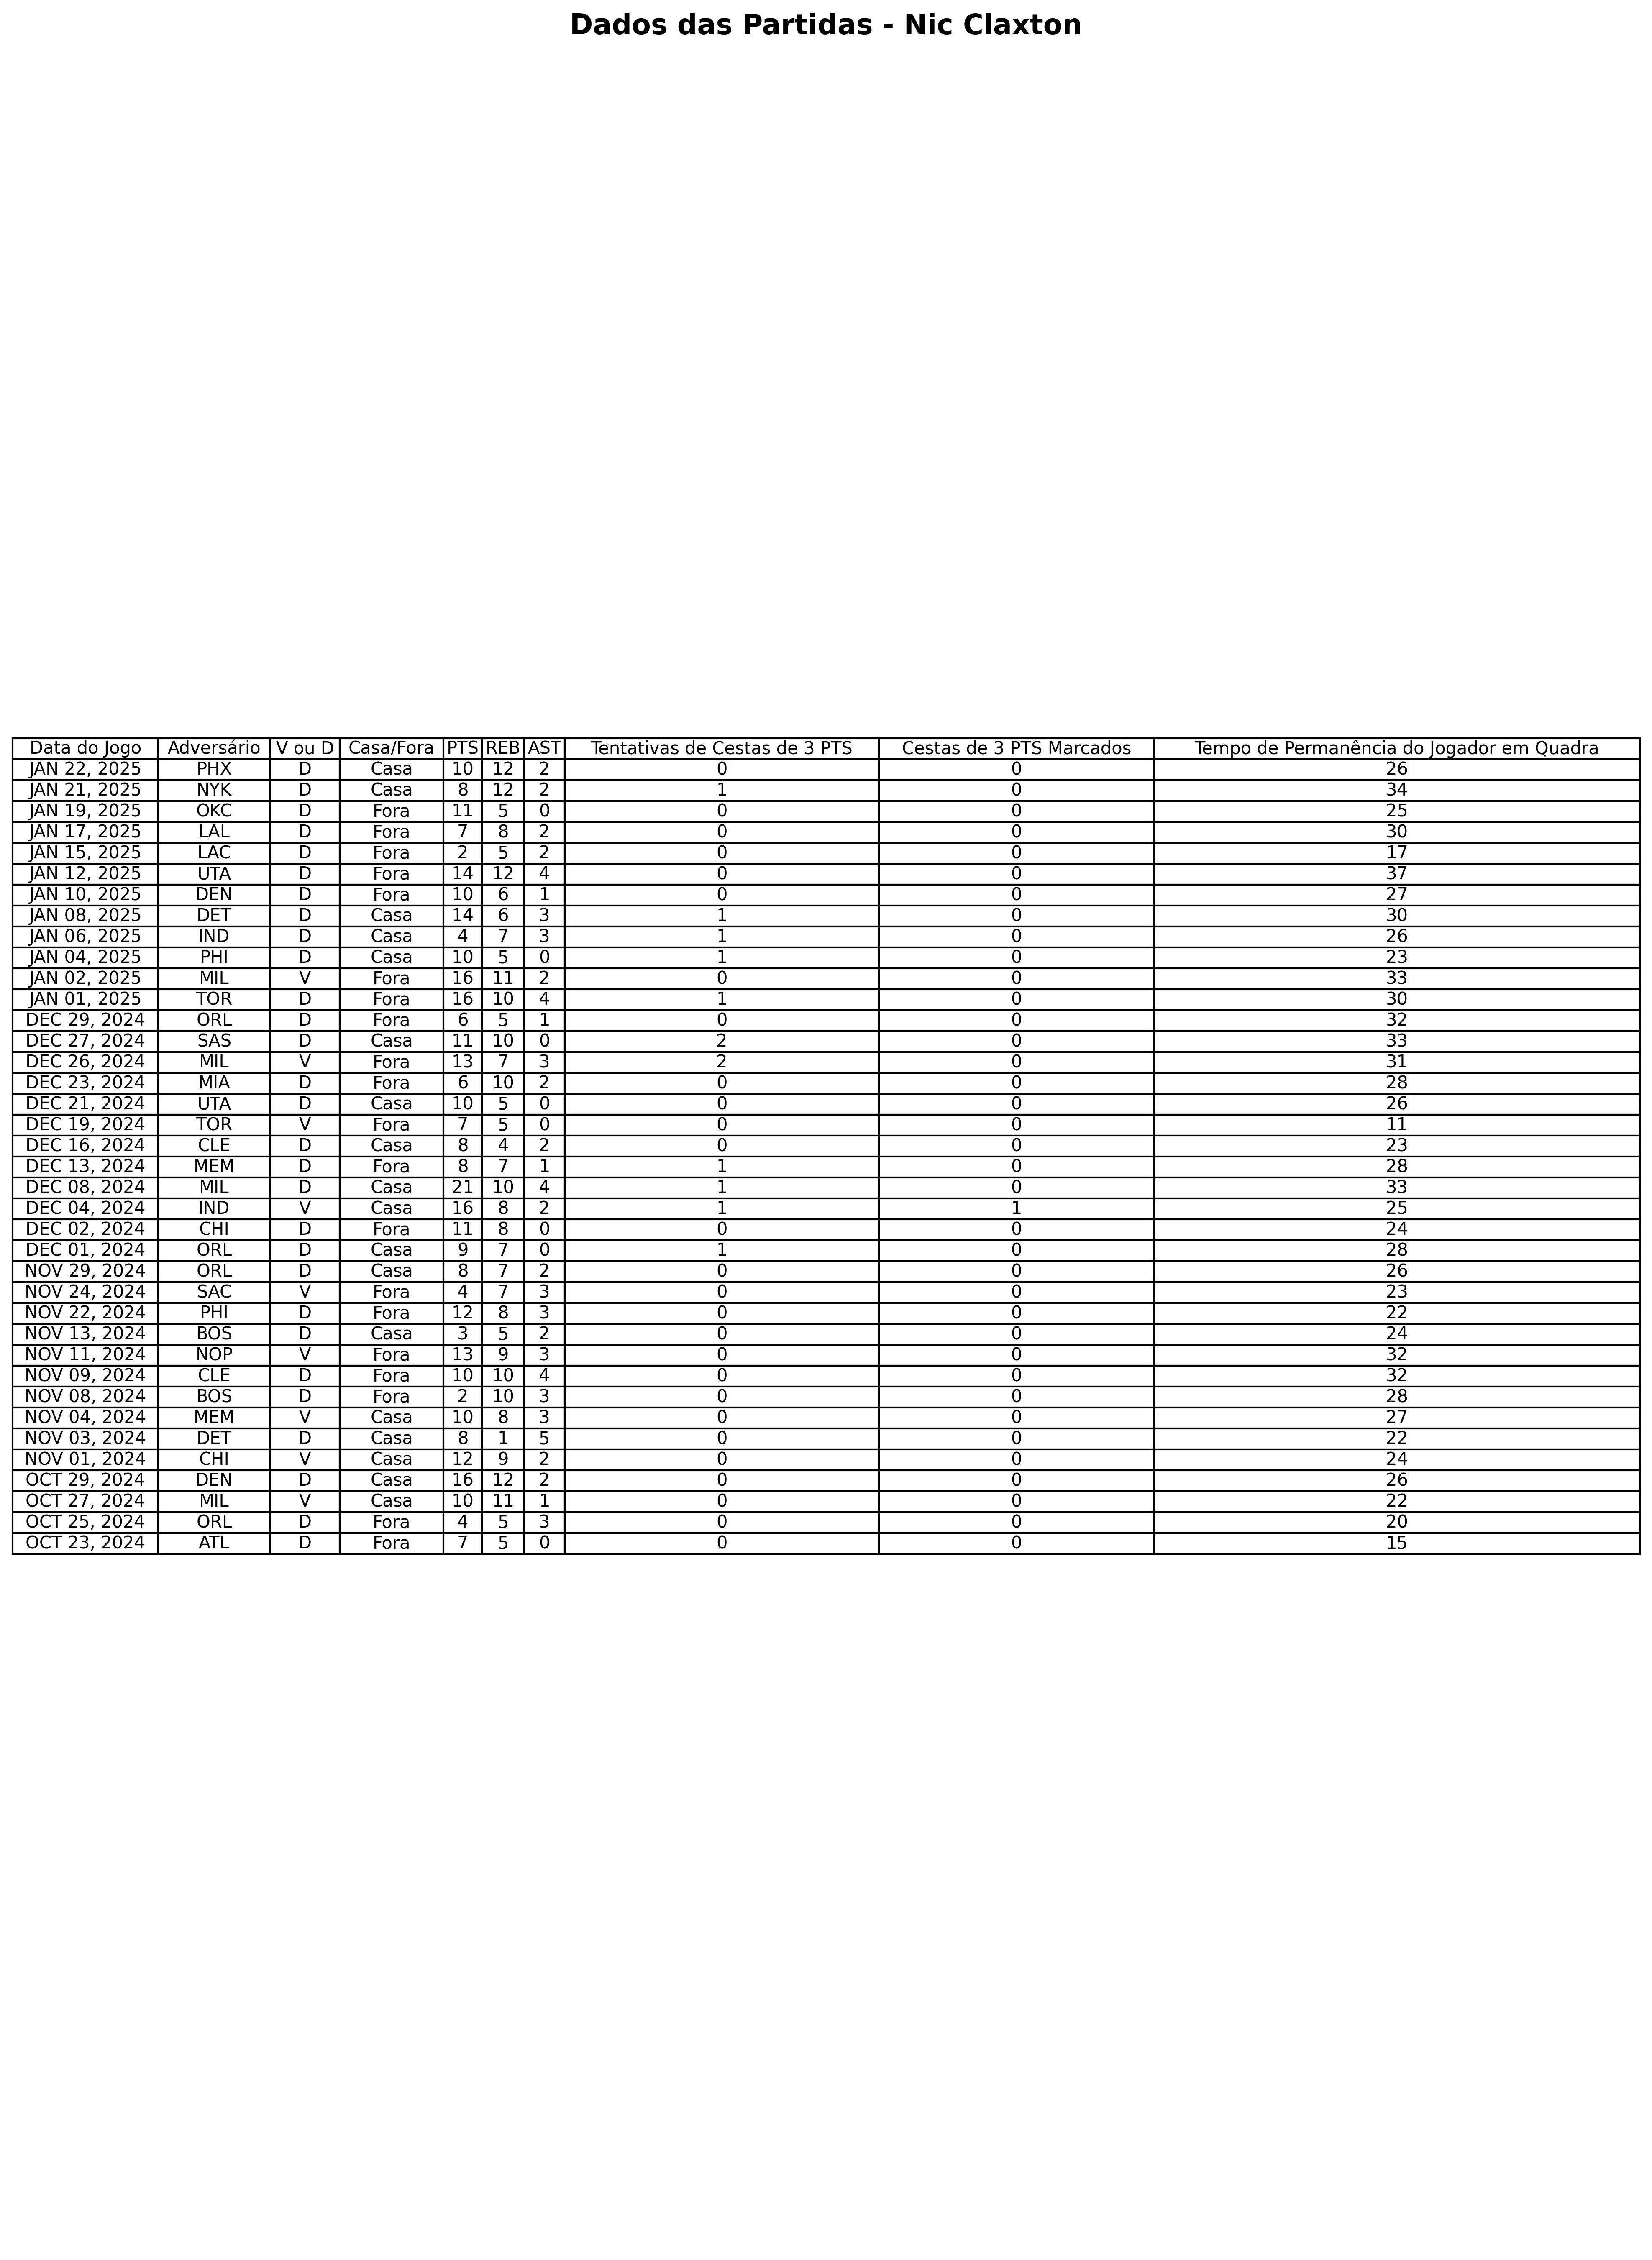 Dados das Partidas - Nic Claxton
Data do Jogo Adversário V ou D Casa/Fora PTS REB AST Tentativas de Cestas de 3 PTS Cestas de 3 PTS Marcados Tempo de Permanência do Jogador em Quadra
JAN 22, 2025 PHX D Casa 10 12 2 0 0 26
JAN 21, 2025 NYK D Casa 8 12 2 1 0 34
JAN 19, 2025 OKC D Fora 11 5 0 0 0 25
JAN 17, 2025 LAL D Fora 7 8 2 0 0 30
JAN 15, 2025 LAC D Fora 2 5 2 0 0 17
JAN 12, 2025 UTA D Fora 14 12 4 0 0 37
JAN 10, 2025 DEN D Fora 10 6 1 0 0 27
JAN 08, 2025 DET D Casa 14 6 3 1 0 30
JAN 06, 2025 IND D Casa 4 7 3 1 0 26
JAN 04, 2025 PHI D Casa 10 5 0 1 0 23
JAN 02, 2025 MIL V Fora 16 11 2 0 0 33
JAN 01, 2025 TOR D Fora 16 10 4 1 0 30
DEC 29, 2024 ORL D Fora 6 5 1 0 0 32
DEC 27, 2024 SAS D Casa 11 10 0 2 0 33
DEC 26, 2024 MIL V Fora 13 7 3 2 0 31
DEC 23, 2024 MIA D Fora 6 10 2 0 0 28
DEC 21, 2024 UTA D Casa 10 5 0 0 0 26
DEC 19, 2024 TOR V Fora 7 5 0 0 0 11
DEC 16, 2024 CLE D Casa 8 4 2 0 0 23
DEC 13, 2024 MEM D Fora 8 7 1 1 0 28
DEC 08, 2024 MIL D Casa 21 10 4 1 0 33
DEC 04, 2024 IND V Casa 16 8 2 1 1 25
DEC 02, 2024 CHI D Fora 11 8 0 0 0 24
DEC 01, 2024 ORL D Casa 9 7 0 1 0 28
NOV 29, 2024 ORL D Casa 8 7 2 0 0 26
NOV 24, 2024 SAC V Fora 4 7 3 0 0 23
NOV 22, 2024 PHI D Fora 12 8 3 0 0 22
NOV 13, 2024 BOS D Casa 3 5 2 0 0 24
NOV 11, 2024 NOP V Fora 13 9 3 0 0 32
NOV 09, 2024 CLE D Fora 10 10 4 0 0 32
NOV 08, 2024 BOS D Fora 2 10 3 0 0 28
NOV 04, 2024 MEM V Casa 10 8 3 0 0 27
NOV 03, 2024 DET D Casa 8 1 5 0 0 22
NOV 01, 2024 CHI V Casa 12 9 2 0 0 24
OCT 29, 2024 DEN D Casa 16 12 2 0 0 26
OCT 27, 2024 MIL V Casa 10 11 1 0 0 22
OCT 25, 2024 ORL D Fora 4 5 3 0 0 20
OCT 23, 2024 ATL D Fora 7 5 0 0 0 15